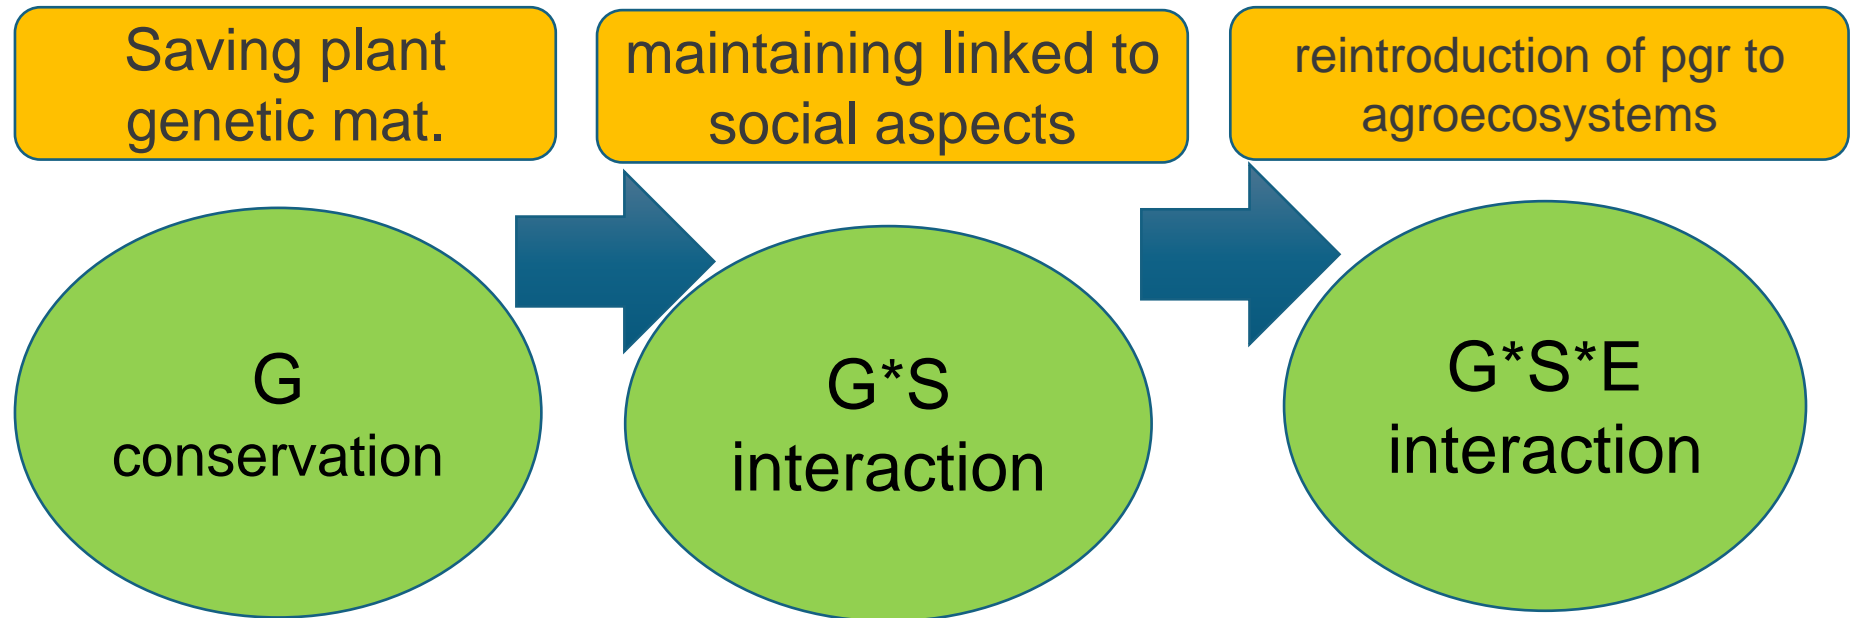 Saving plant
genetic mat.
maintaining linked to
social aspects
reintroduction of pgr to
agroecosystems
G
conservation
G*S
interaction
G*S*E
interaction